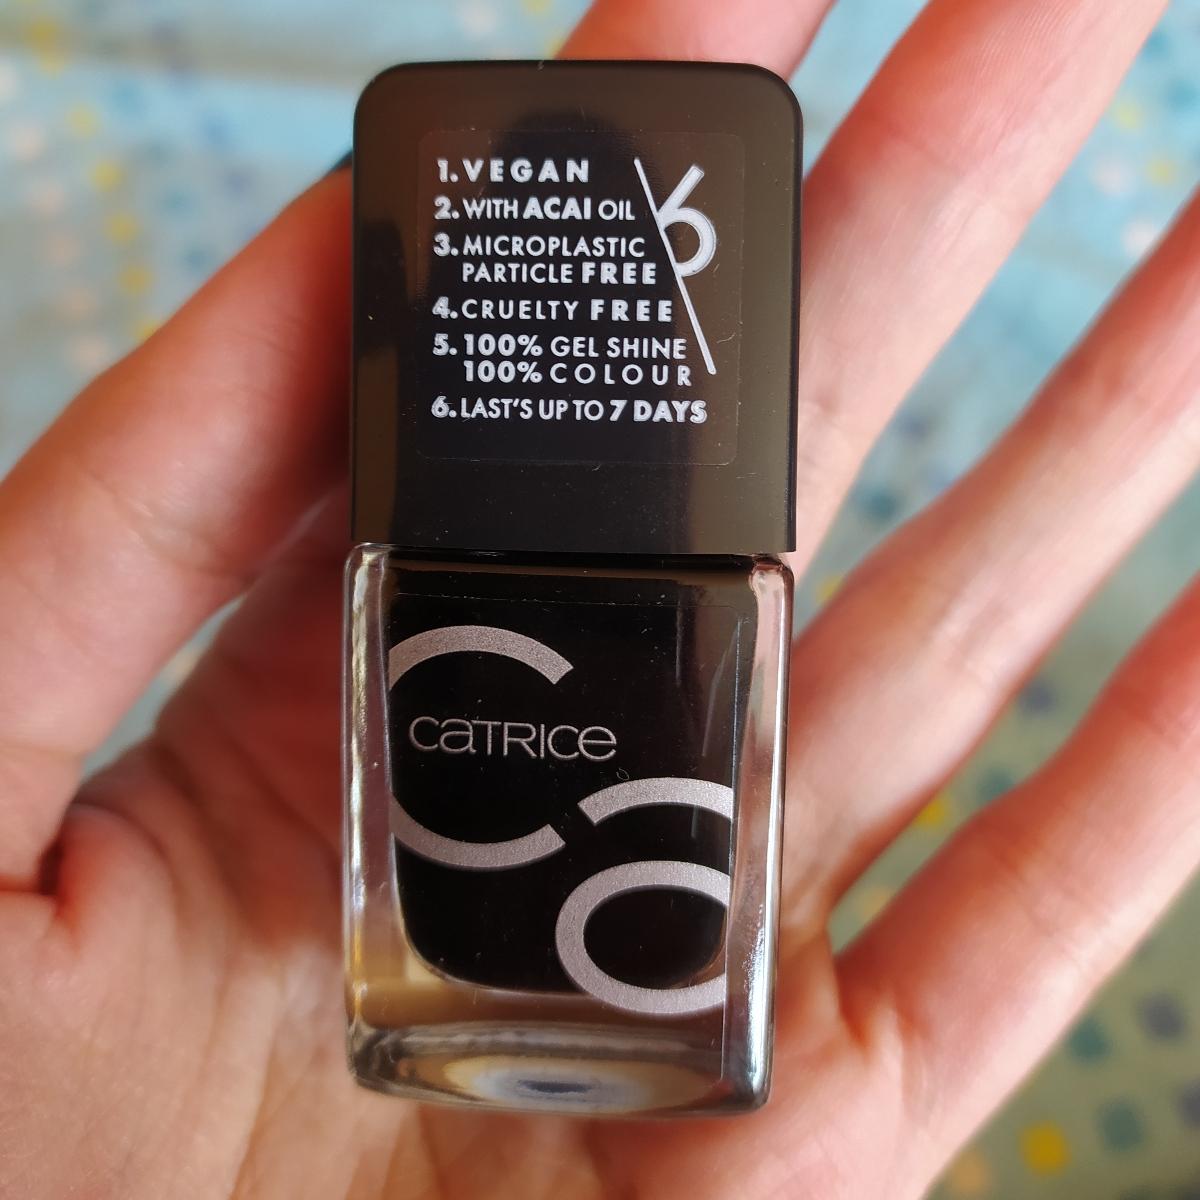 1. VEGAN
2. WITH ACAI OIL
3. MICROPLASTIC
PARTICLE FREE
4. CRUELTY FREE
5. 100% GEL SHINE
100% COLOUR
6. LAST'S UP TO 7 DAYS
6
CATRICE